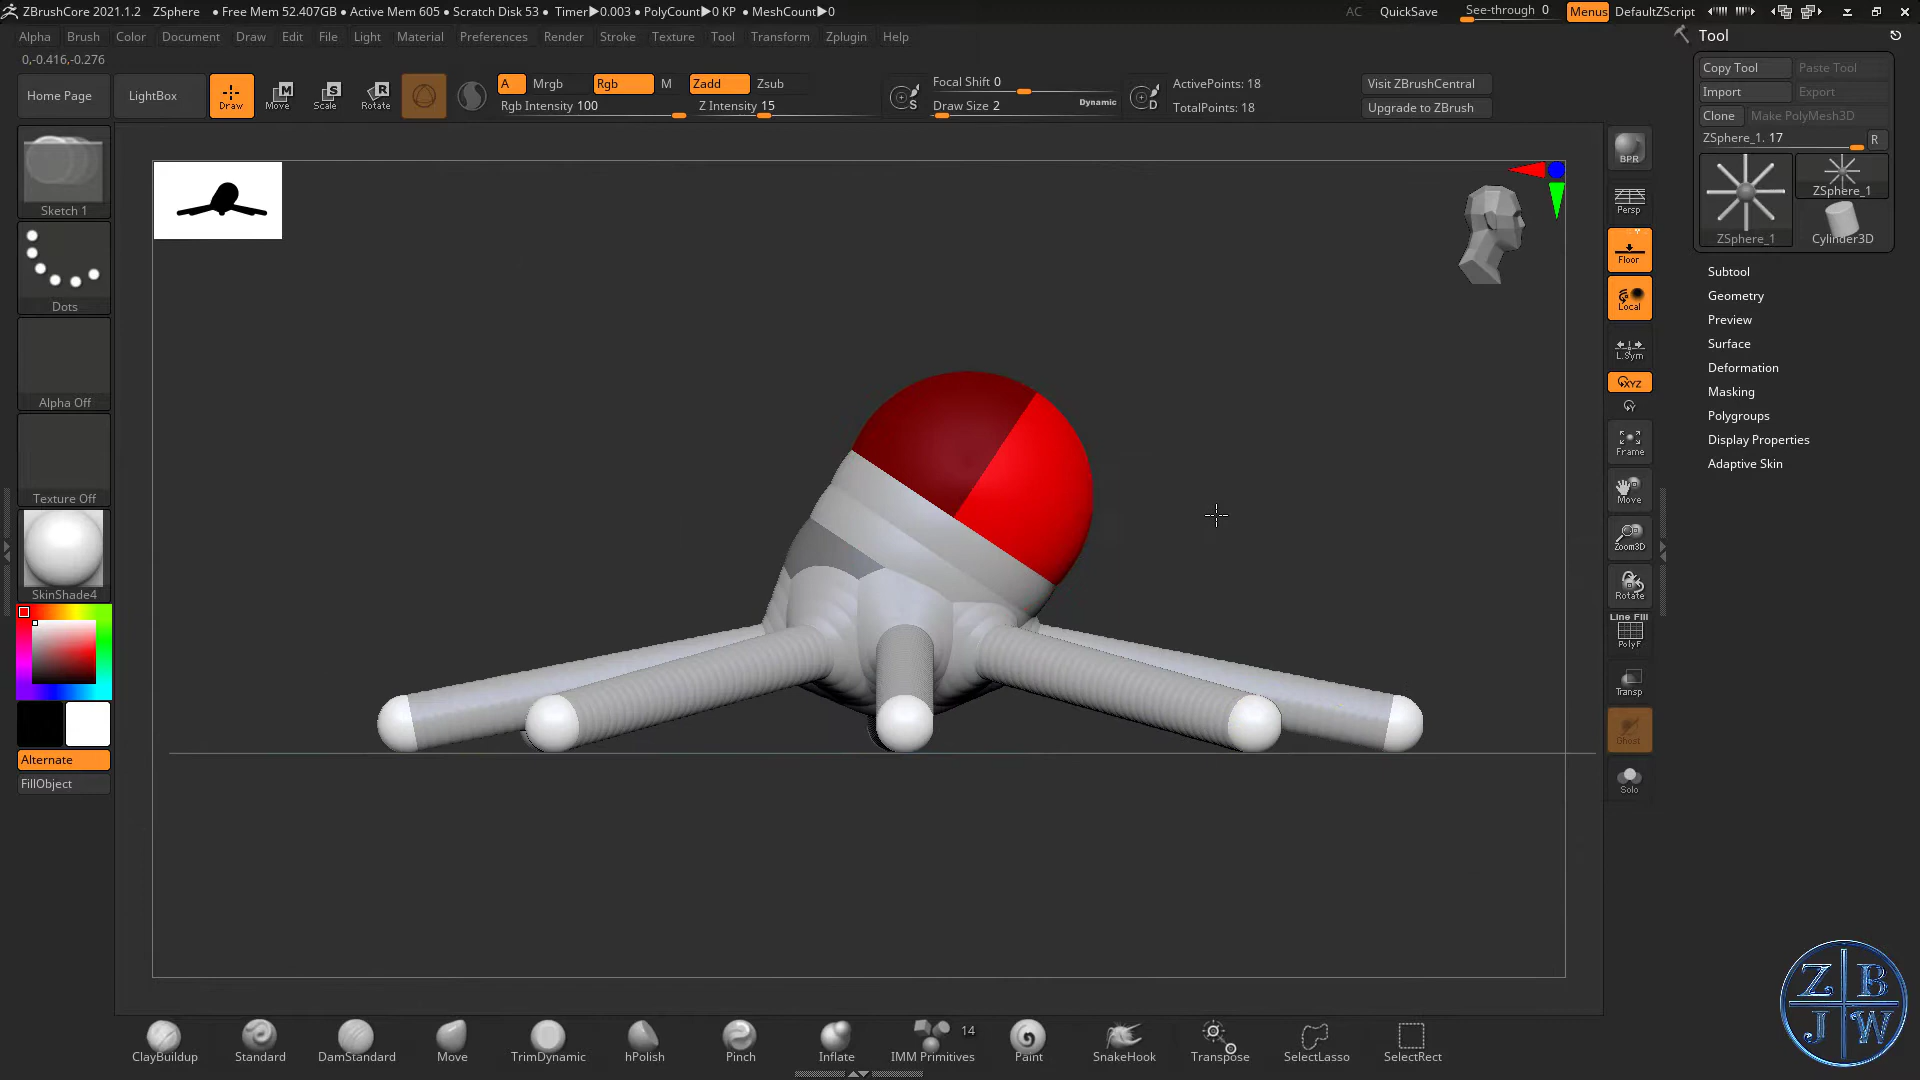 ZBrushCore 2021.1.2 ZSphere ● Free Mem 52.407GB ● Active Mem 605 ● Scratch Disk 53 ● Timer▶0.003 ● PolyCount▶0 KP ● MeshCount▶0 AC QuickSave See-through 0 Menus DefaultZScript
Alpha Brush Color Document Draw Edit File Light Material Preferences Render Stroke Texture Tool Transform Zplugin Help
0,-0.416,-0.276
Home Page LightBox Draw Move Scale Rotate
M S R
A Mrgb Rgb M Zadd Zsub
Rgb Intensity 100 Z Intensity 15
S Focal Shift 0
Draw Size 2 Dynamic
D ActivePoints: 18
TotalPoints: 18
Visit ZBrushCentral
Upgrade to ZBrush
Tool
Copy Tool Paste Tool
Import Export
Clone Make PolyMesh3D
ZSphere_1. 17 R
ZSphere_1
ZSphere_1 Cylinder3D
Subtool
Geometry
Preview
Surface
Deformation
Masking
Polygroups
Display Properties
Adaptive Skin
Sketch 1
Dots
Alpha Off
Texture Off
SkinShade4
Alternate
FillObject
BPR
Persp
Floor
Local
L.Sym
XYZ
Y
Frame
Move
Zoom3D
Rotate
Line Fill
PolyF
Transp
Ghost
Solo
ClayBuildup Standard DamStandard Move TrimDynamic hPolish Pinch Inflate IMM Primitives 14 Paint SnakeHook Transpose SelectLasso SelectRect
Z B
J W